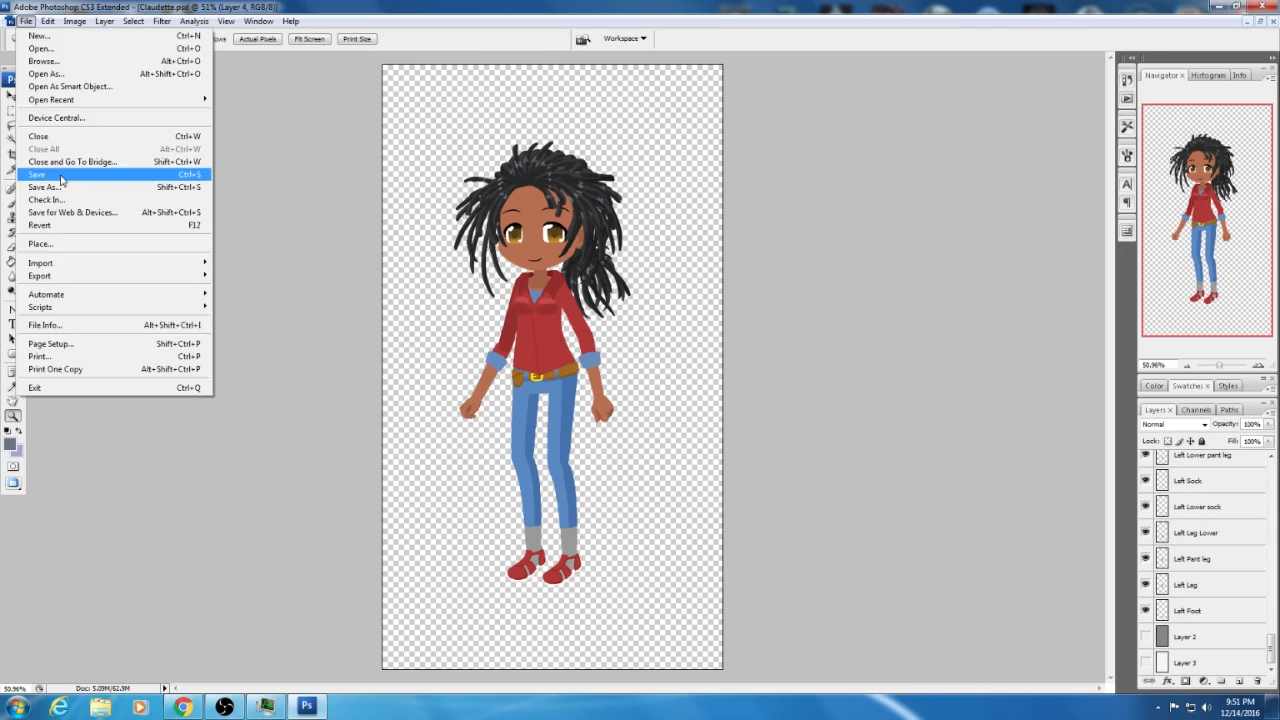 Adobe Photoshop CS3 Extended - [Claudette.psd @ 51% (Layer 4, RGB/8)]
File Edit Image Layer Select Filter Analysis View Window Help
Actual Pixels Fit Screen Print Size Workspace
New... Ctrl+N
Open... Ctrl+O
Browse... Alt+Ctrl+O
Open As... Alt+Shift+Ctrl+O
Open As Smart Object...
Open Recent
Device Central...
Close Ctrl+W
Close All Alt+Ctrl+W
Close and Go To Bridge... Shift+Ctrl+W
Save Ctrl+S
Save As... Shift+Ctrl+S
Check In...
Save for Web & Devices... Alt+Shift+Ctrl+S
Revert F12
Place...
Import
Export
Automate
Scripts
File Info... Alt+Shift+Ctrl+I
Page Setup... Shift+Ctrl+P
Print... Ctrl+P
Print One Copy Alt+Shift+Ctrl+P
Exit Ctrl+Q
Navigator Histogram Info
50.96%
Color Swatches Styles
Layers Channels Paths
Normal Opacity: 100%
Lock: Fill: 100%
Left Lower pant leg
Left Sock
Left Lower sock
Left Leg Lower
Left Pant leg
Left Leg
Left Foot
Layer 2
Layer 3
50.96% Doc: 5.09M/62.9M
9:51 PM
12/14/2016